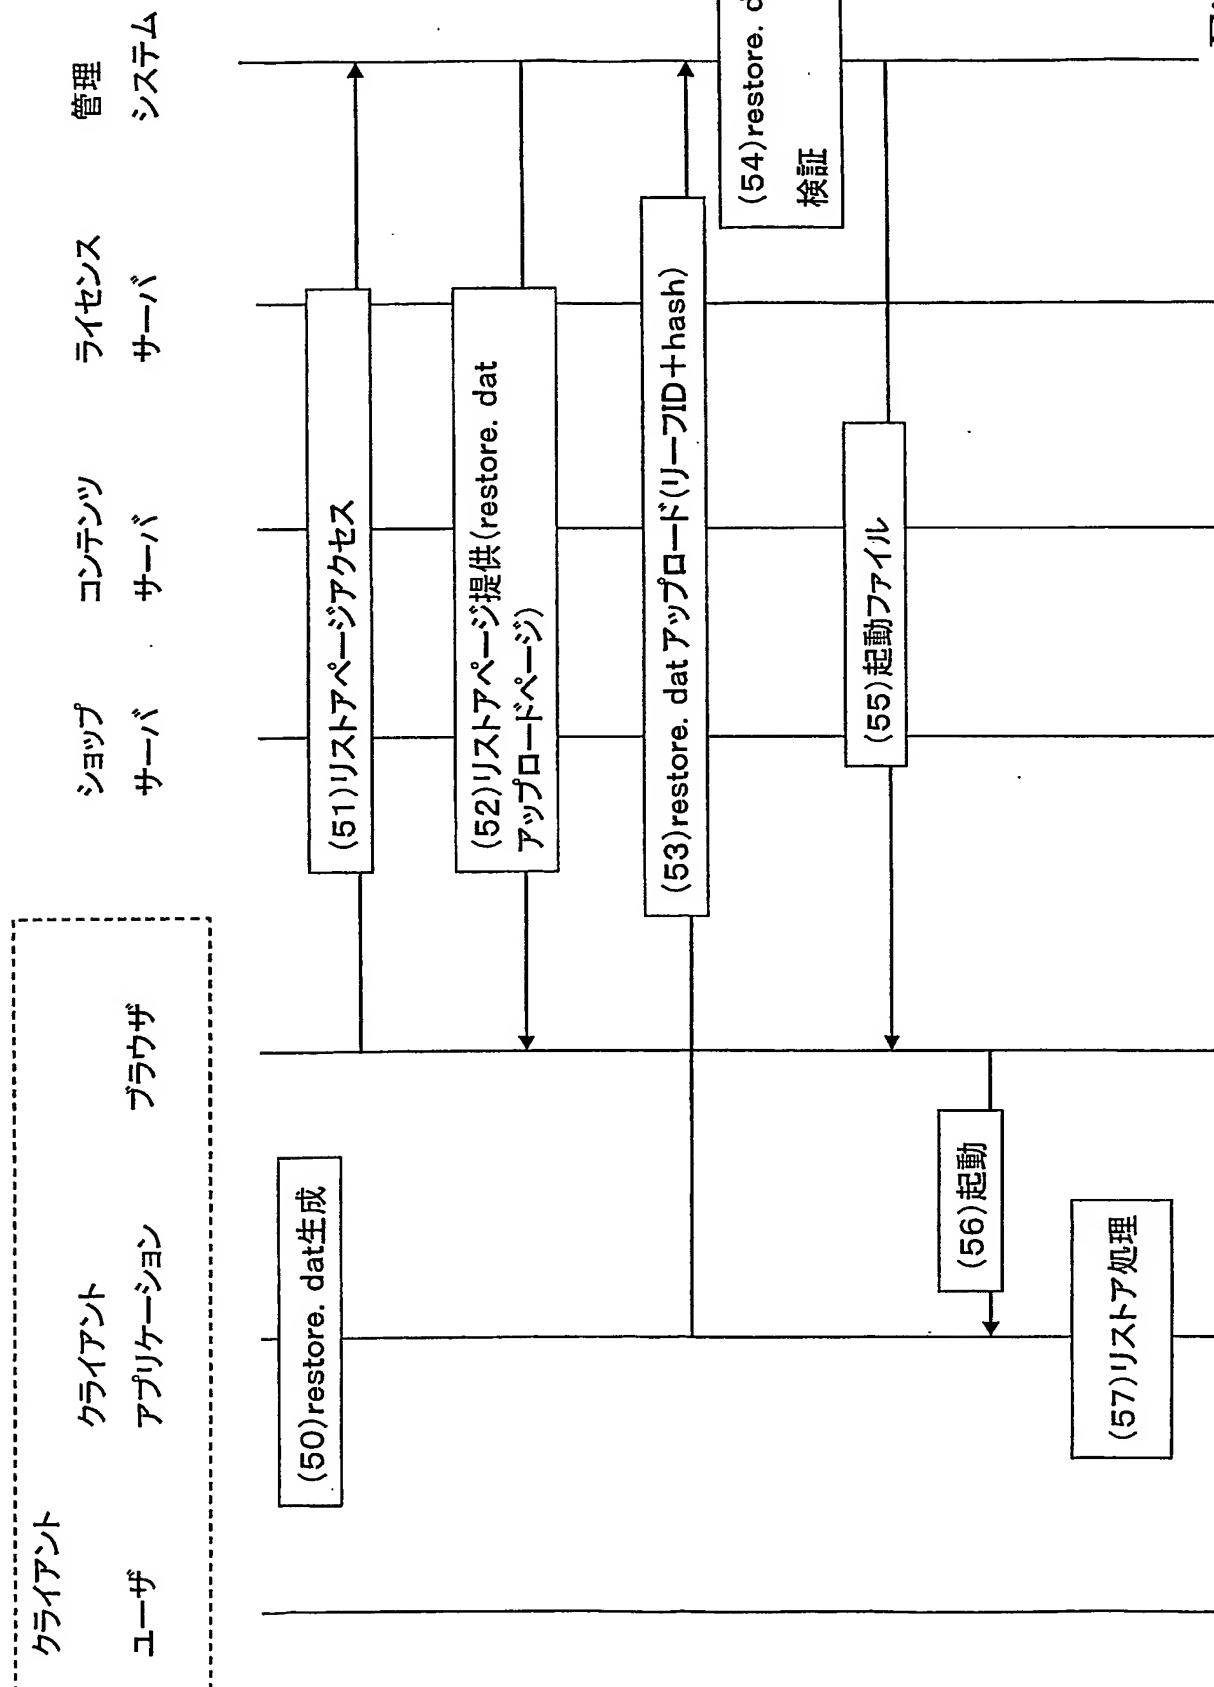 クライアント
ユーザ
クライアント
アプリケーション
ブラウザ
ショップ
サーバ
コンテンツ
サーバ
ライセンス
サーバ
管理
システム
(50)restore. dat生成
(51)リストアページアクセス
(52)リストアページ提供(restore. dat
アップロードページ)
(53)restore. dat アップロード(リーフID+hash)
(54)restore.
検証
(55)起動ファイル
(56)起動
(57)リストア処理